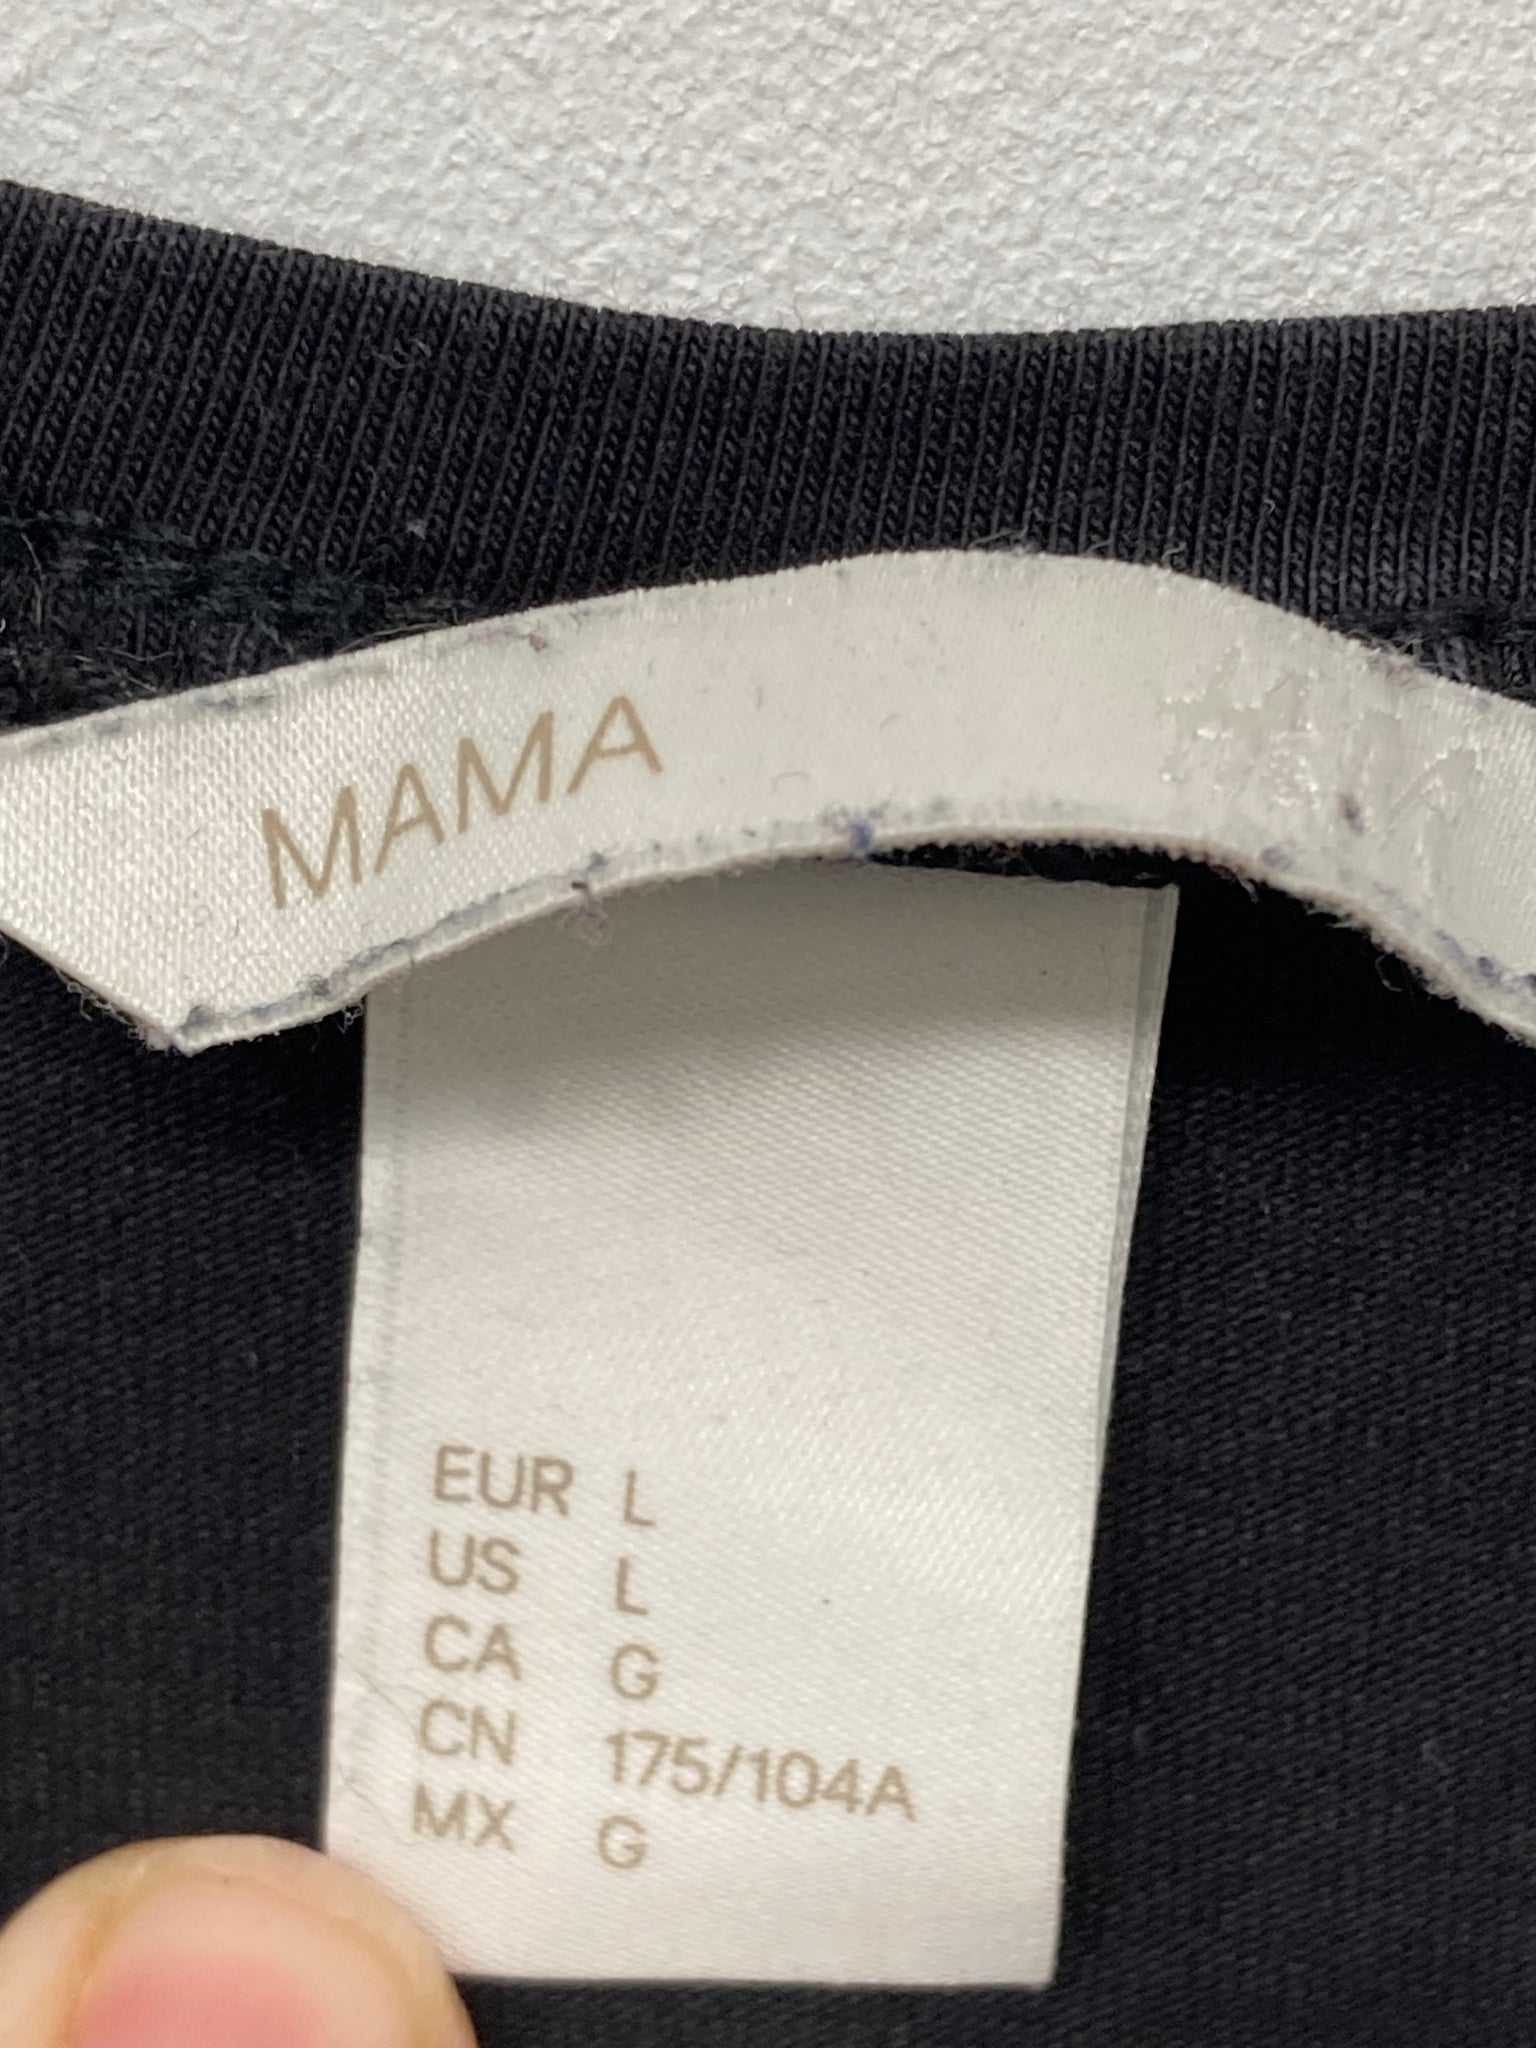 MAMA
EUR L
US L
CA G
CN 175/104A
MX G